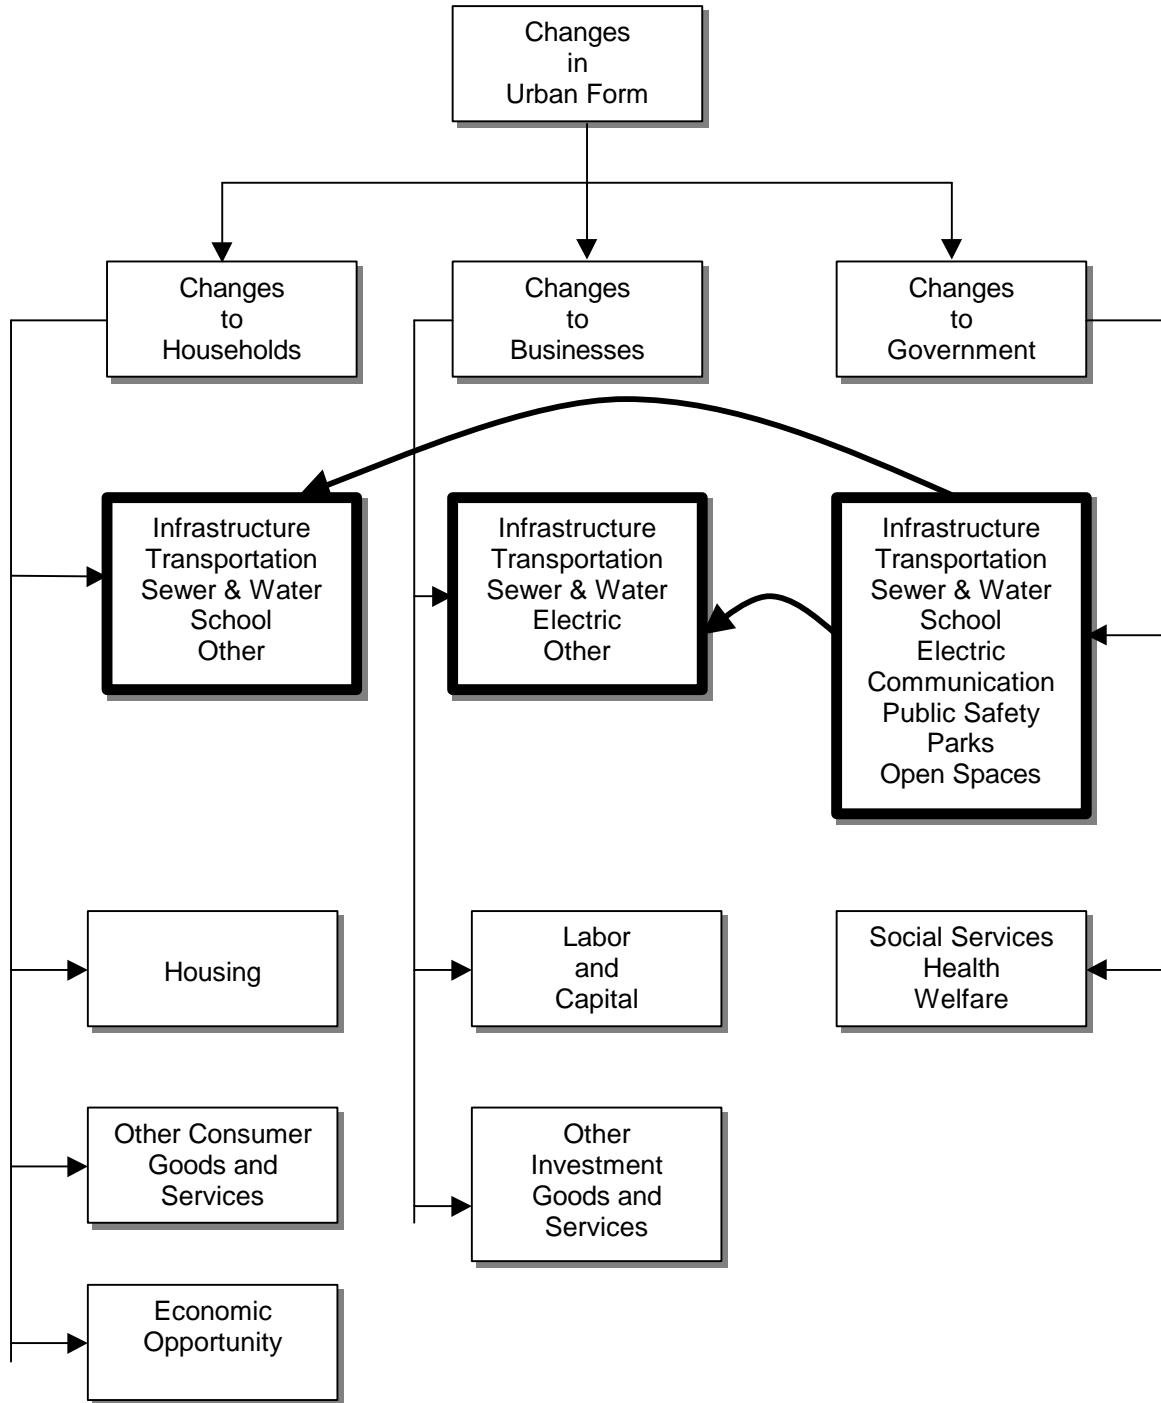 Changes
in
Urban Form
Changes
to
Households
Changes
to
Businesses
Changes
to
Government
Infrastructure
Transportation
Sewer & Water
School
Other
Infrastructure
Transportation
Sewer & Water
Electric
Other
Infrastructure
Transportation
Sewer & Water
School
Electric
Communication
Public Safety
Parks
Open Spaces
Housing
Labor
and
Capital
Social Services
Health
Welfare
Other Consumer
Goods and
Services
Other
Investment
Goods and
Services
Economic
Opportunity